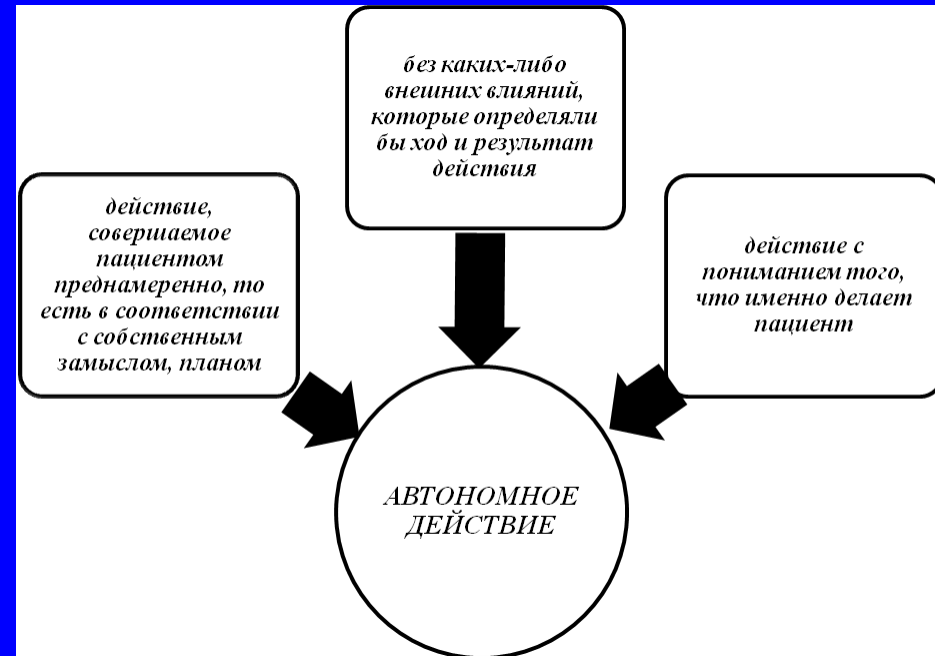 без каких-либо
внешних влияний,
которые определяли
бы ход и результат
действия
действие,
совершаемое
пациентом
преднамеренно, то
есть в соответствии
с собственным
замыслом, планом
действие с
пониманием того,
что именно делает
пациент
АВТОНОМНОЕ
ДЕЙСТВИЕ